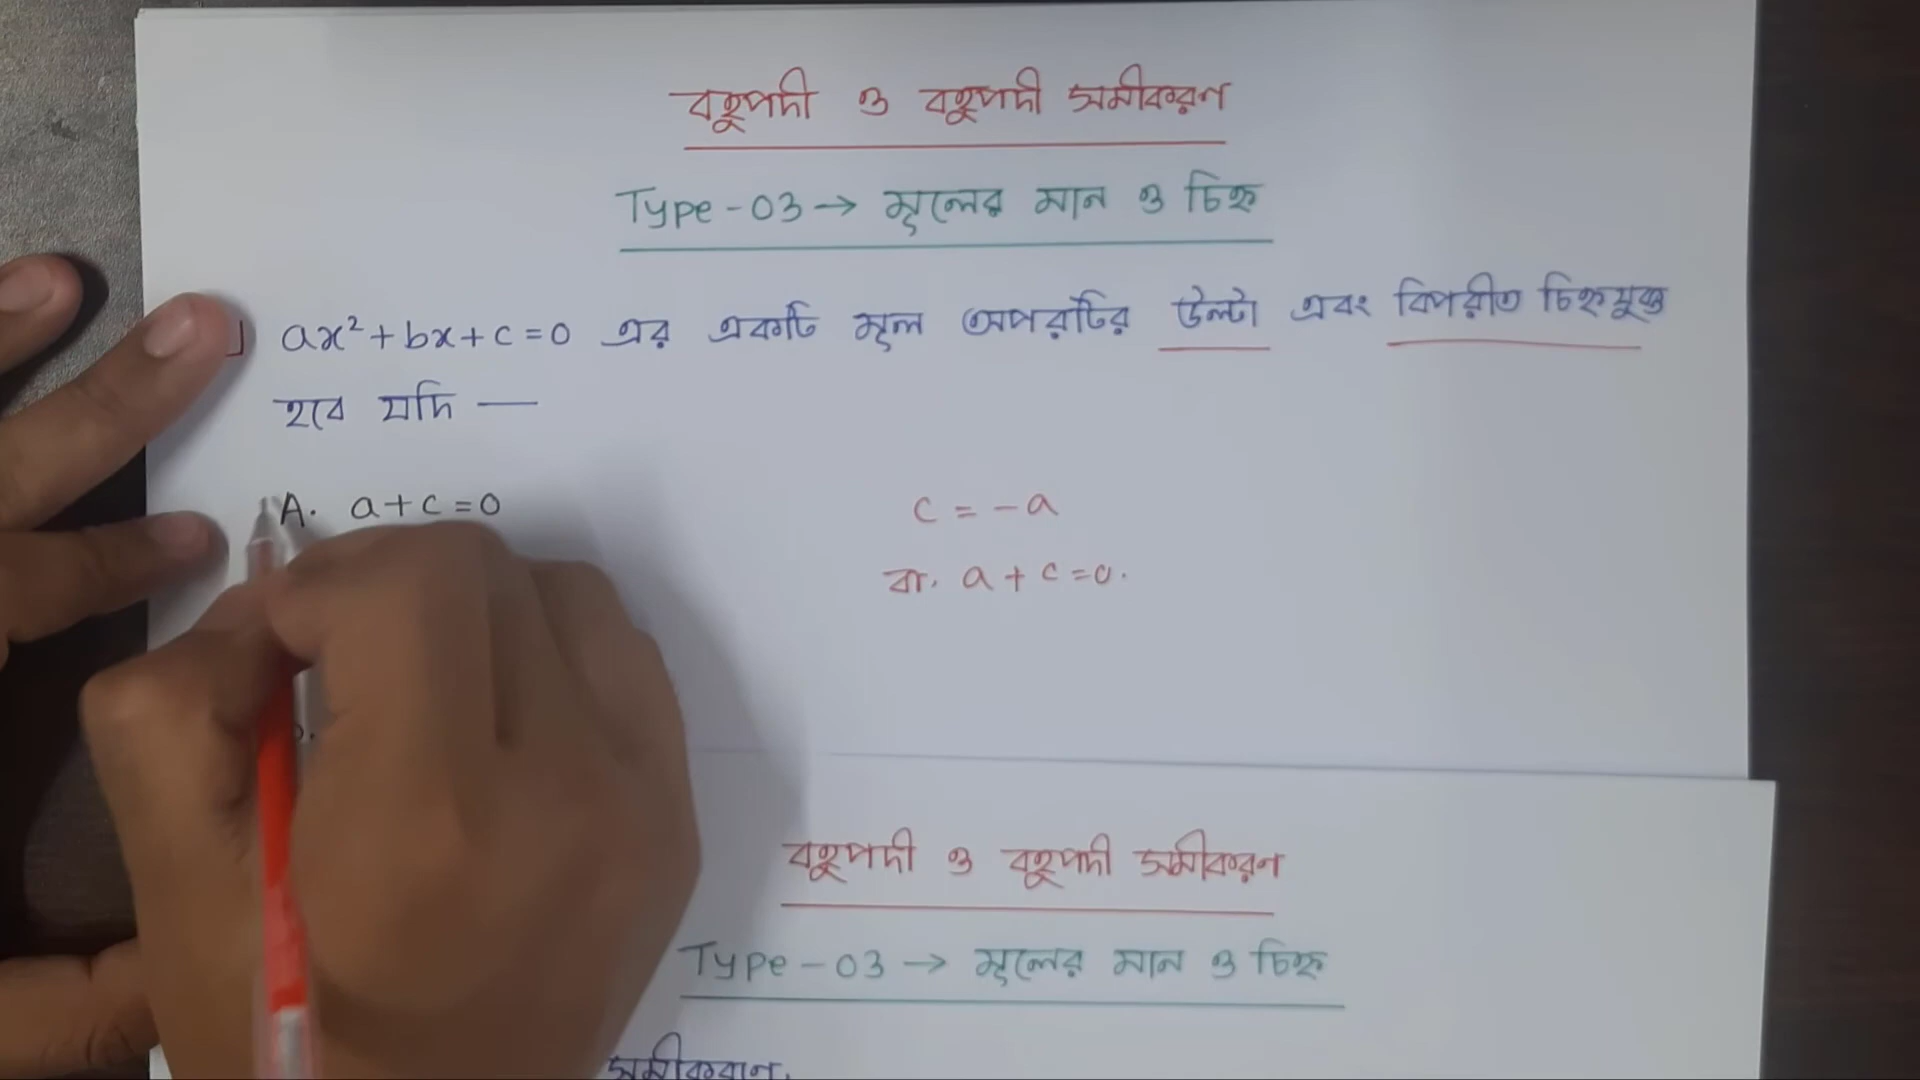 বহুপদী ও বহুপদী সমীকরণ
Type-03→ মূলের মান ও চিহ্ন
ax²+bx+c=0 এর একটি মূল অপরটির উল্টা এবং বিপরীত চিহ্নযুক্ত
হবে যদি —
A. a+c=0
c = -a
বা, a+c=0.
বহুপদী ও বহুপদী সমীকরণ
Type-03→ মূলের মান ও চিহ্ন